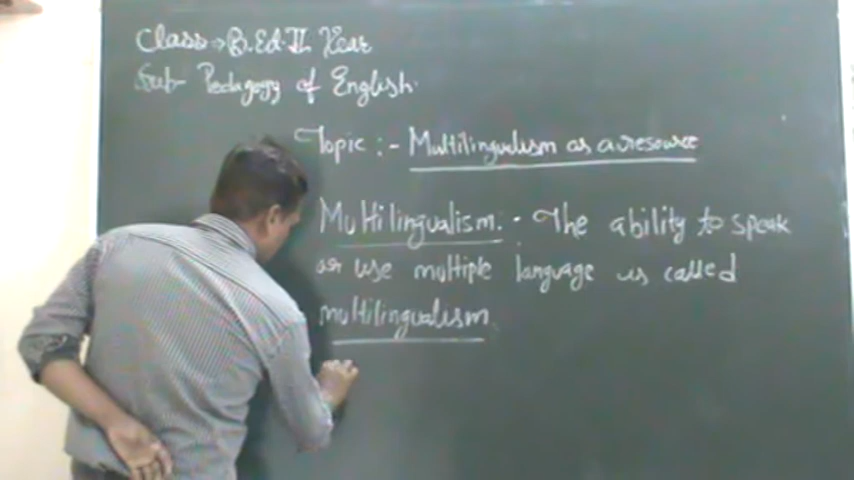 Class → B.Ed. II Year
Sub- Pedagogy of English.
Topic :- Multilingualism as a resource
Multilingualism. - The ability to speak
or use multiple language is called
multilingualism.